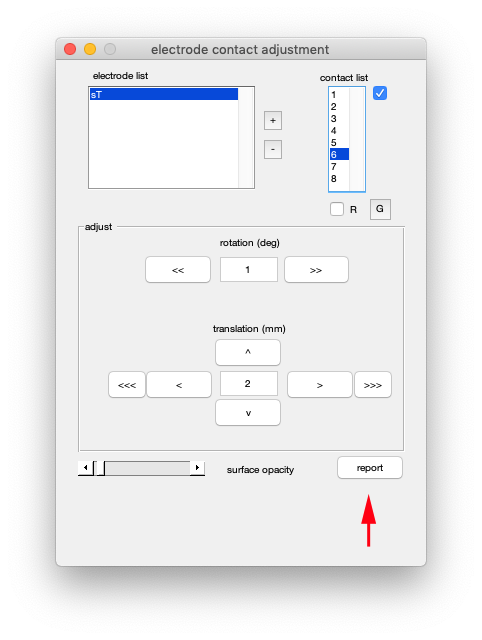 electrode contact adjustment
electrode list
contact list
sT
+
-
1
2
3
4
5
6
7
8
R
G
adjust
rotation (deg)
<<
1
>>
translation (mm)
^
<<<
<
2
>
>>>
v
surface opacity
report